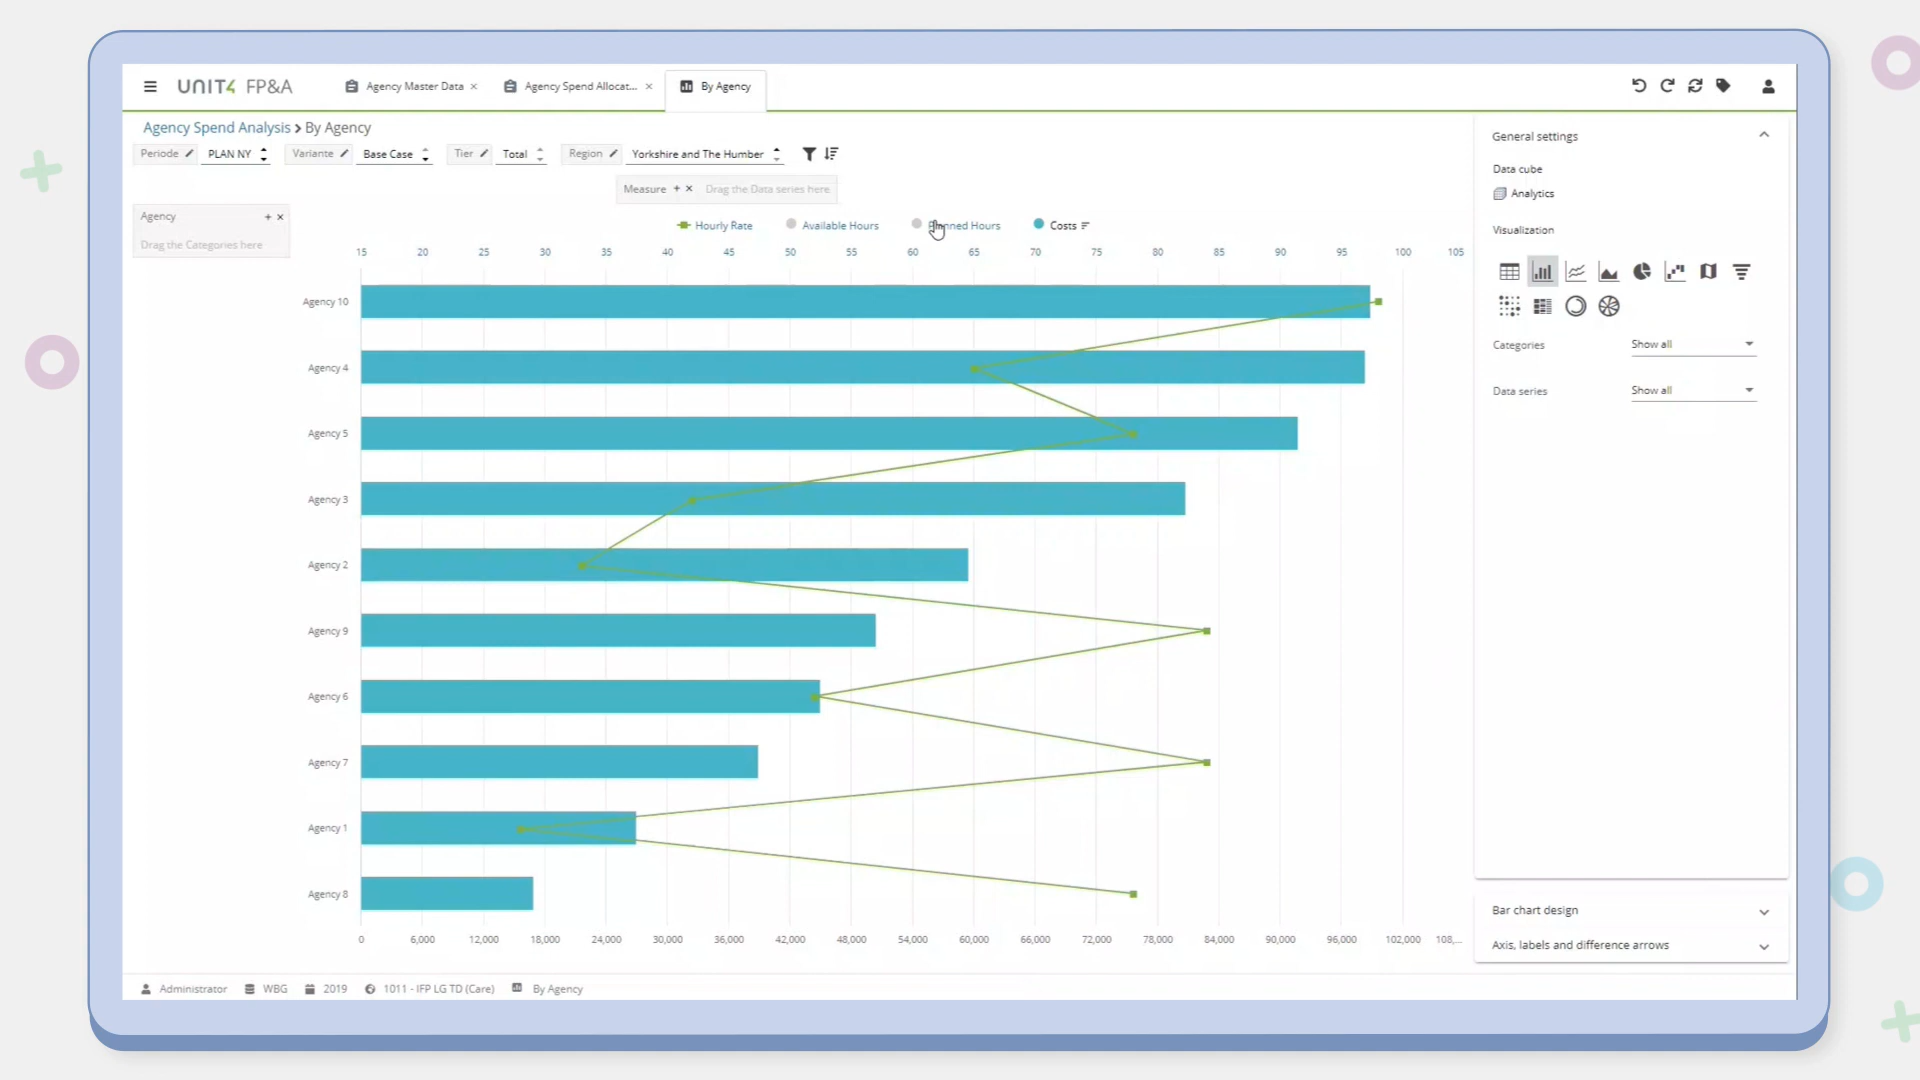 UNIT4 FP&A
Agency Master Data ×
Agency Spend Allocat... ×
By Agency
Agency Spend Analysis > By Agency
Periode PLAN NY Variante Base Case Tier Total Region Yorkshire and The Humber
Measure + × Drag the Data series here
Agency + ×
Drag the Categories here
Hourly Rate Available Hours Costs
15 20 25 30 35 40 45 50 55 60 65 70 75 80 85 90 95 100 105
Agency 10
Agency 4
Agency 5
Agency 3
Agency 2
Agency 9
Agency 6
Agency 7
Agency 1
Agency 8
0 6,000 12,000 18,000 24,000 30,000 36,000 42,000 48,000 54,000 60,000 66,000 72,000 78,000 84,000 90,000 96,000 102,000 108,...
General settings
Data cube
Analytics
Visualization
Categories Show all
Data series Show all
Bar chart design
Axis, labels and difference arrows
Administrator WBG 2019 1011 - IFP LG TD (Care) By Agency